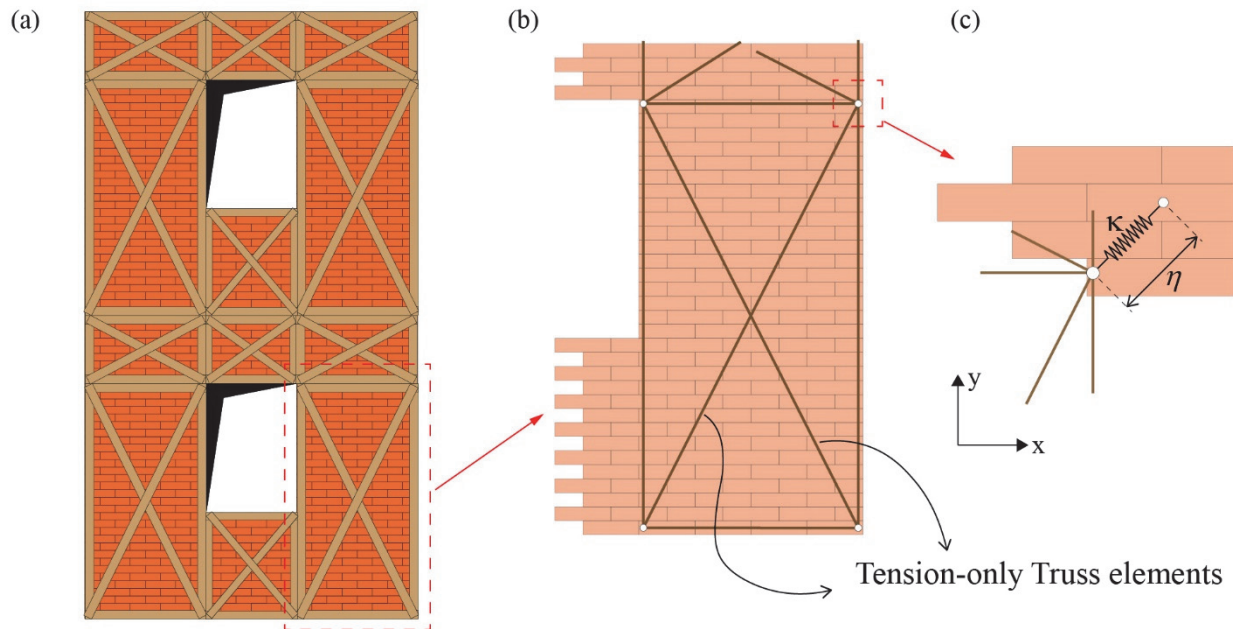 (a)
(b)
(c)
κ
η
y
x
Tension-only Truss elements